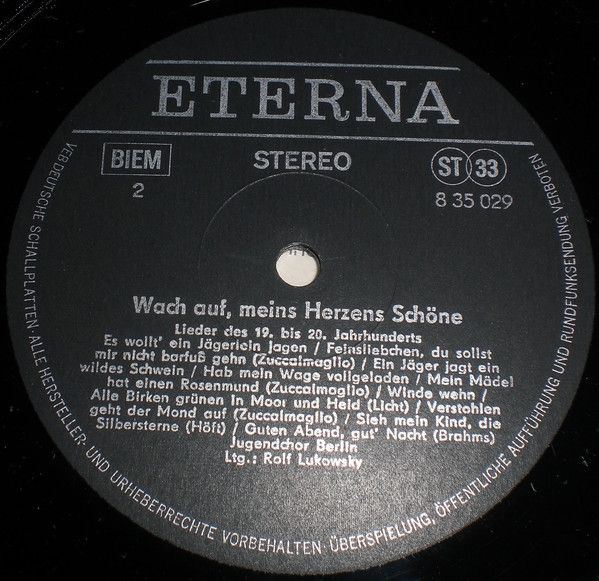 ETERNA
BIEM
STEREO
ST 33
2
8 35 029
Wach auf, meins Herzens Schöne
Lieder des 19. bis 20. Jahrhunderts
Es wollt' ein Jägerlein jagen / Feinsliebchen, du sollst
mir nicht barfuß gehn (Zuccalmaglio) / Ein Jäger jagt ein
wildes Schwein / Hab mein Wage vollgeladen / Mein Mädel
hat einen Rosenmund (Zuccalmaglio) / Winde wehn /
Alle Birken grünen in Moor und Heid (Licht) / Verstohlen
geht der Mond auf (Zuccalmaglio) / Sieh mein Kind, die
Silbersterne (Höft) / Guten Abend, gut' Nacht (Brahms)
Jugendchor Berlin
Ltg.: Rolf Lukowsky
VEB DEUTSCHE SCHALLPLATTEN · ALLE HERSTELLER- UND URHEBERRECHTE VORBEHALTEN · ÜBERSPIELUNG, ÖFFENTLICHE AUFFÜHRUNG UND RUNDFUNKSENDUNG VERBOTEN